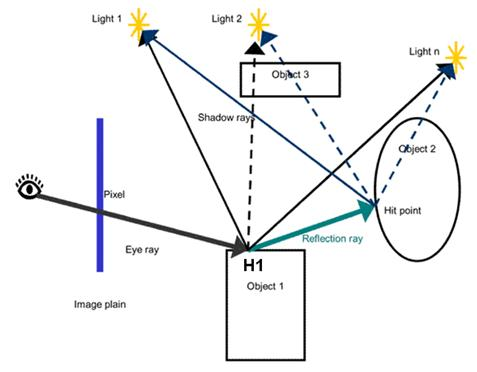 Light 1
Light 2
Light n
Object 3
Shadow rays
Object 2
Pixel
Hit point
Eye ray
Reflection ray
H1
Object 1
Image plain